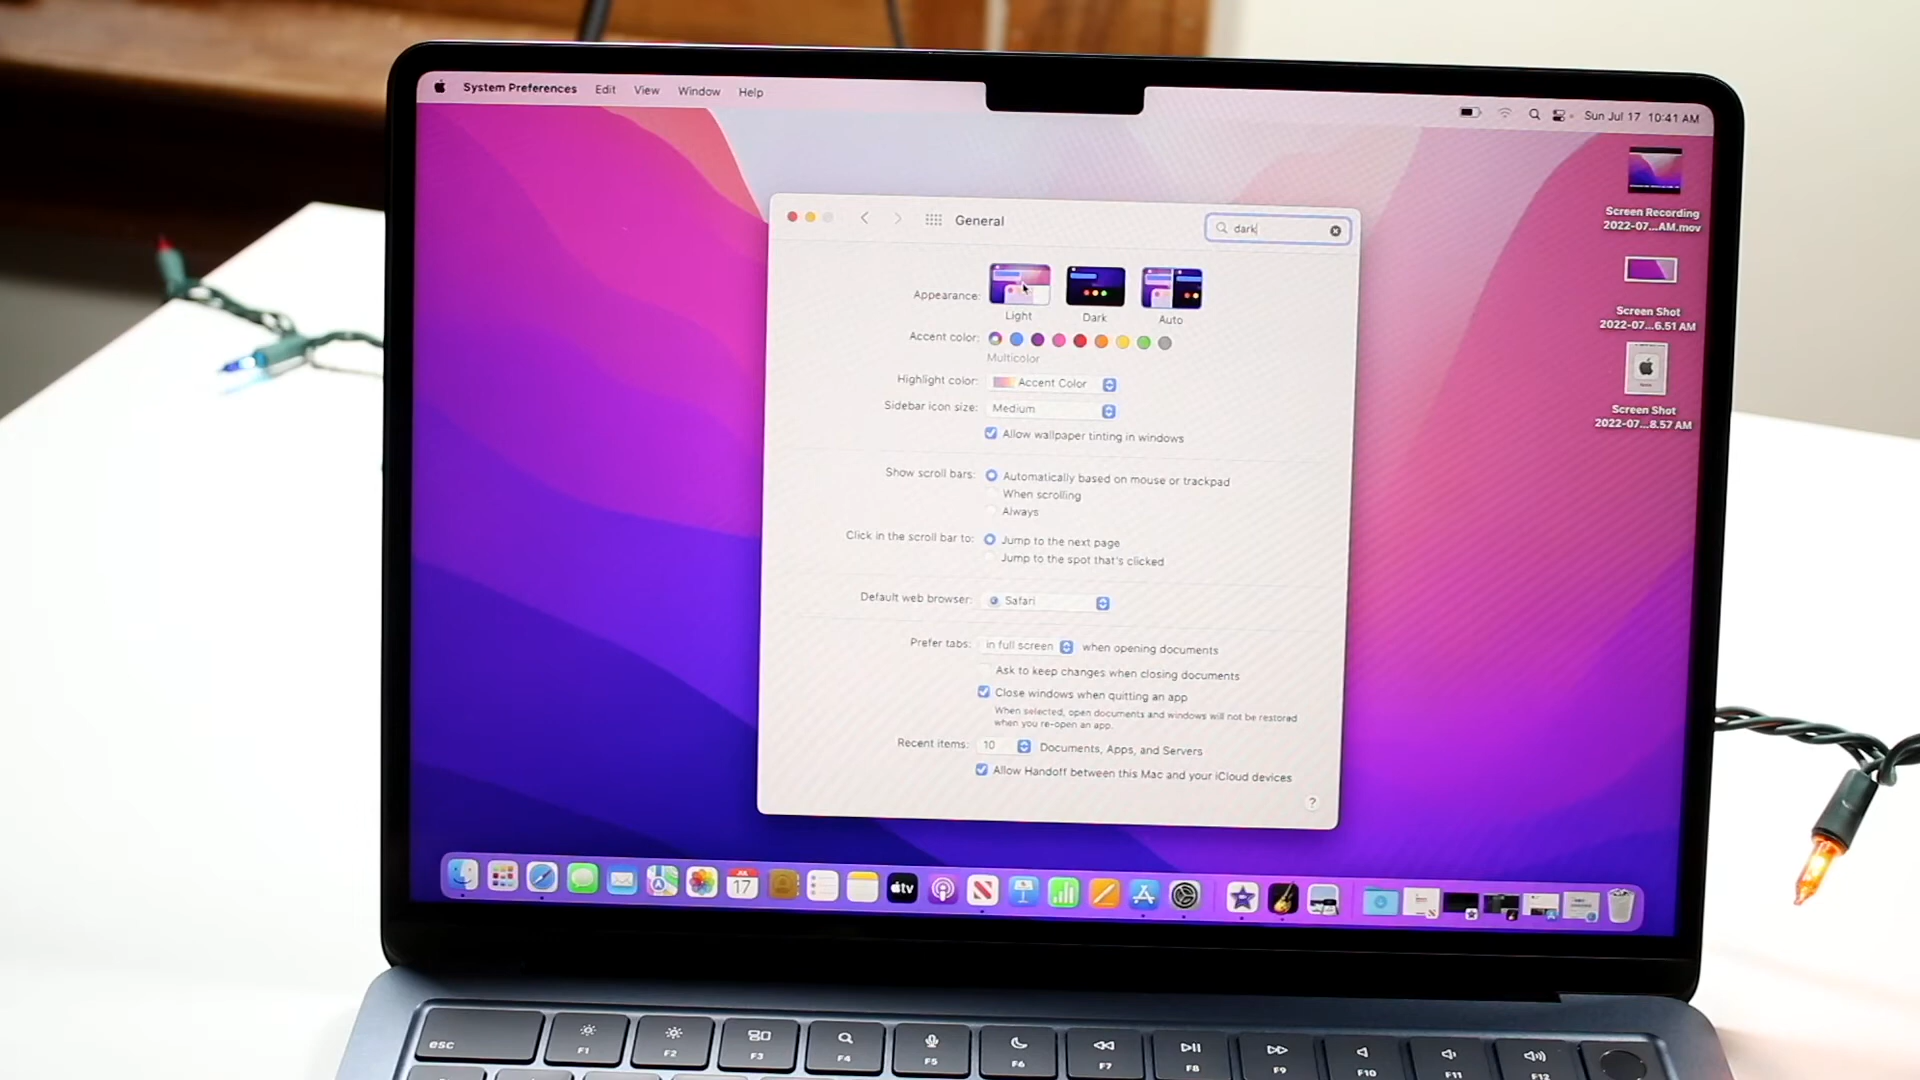 System Preferences Edit View Window Help
Sun Jul 17 10:41 AM
General
dark
Appearance:
Light
Dark
Auto
Accent color:
Multicolor
Highlight color: Accent Color
Sidebar icon size: Medium
Allow wallpaper tinting in windows
Show scroll bars: Automatically based on mouse or trackpad
When scrolling
Always
Click in the scroll bar to: Jump to the next page
Jump to the spot that's clicked
Default web browser: Safari
Prefer tabs: in full screen when opening documents
Ask to keep changes when closing documents
Close windows when quitting an app
When selected, open documents and windows will not be restored
when you re-open an app.
Recent items: 10 Documents, Apps, and Servers
Allow Handoff between this Mac and your iCloud devices
?
Screen Recording
2022-07...AM.mov
Screen Shot
2022-07...6.51 AM
Screen Shot
2022-07...8.57 AM
JUL
17
tv
esc
F1
F2
F3
F4
F5
F6
F7
F8
F9
F10
F11
F12